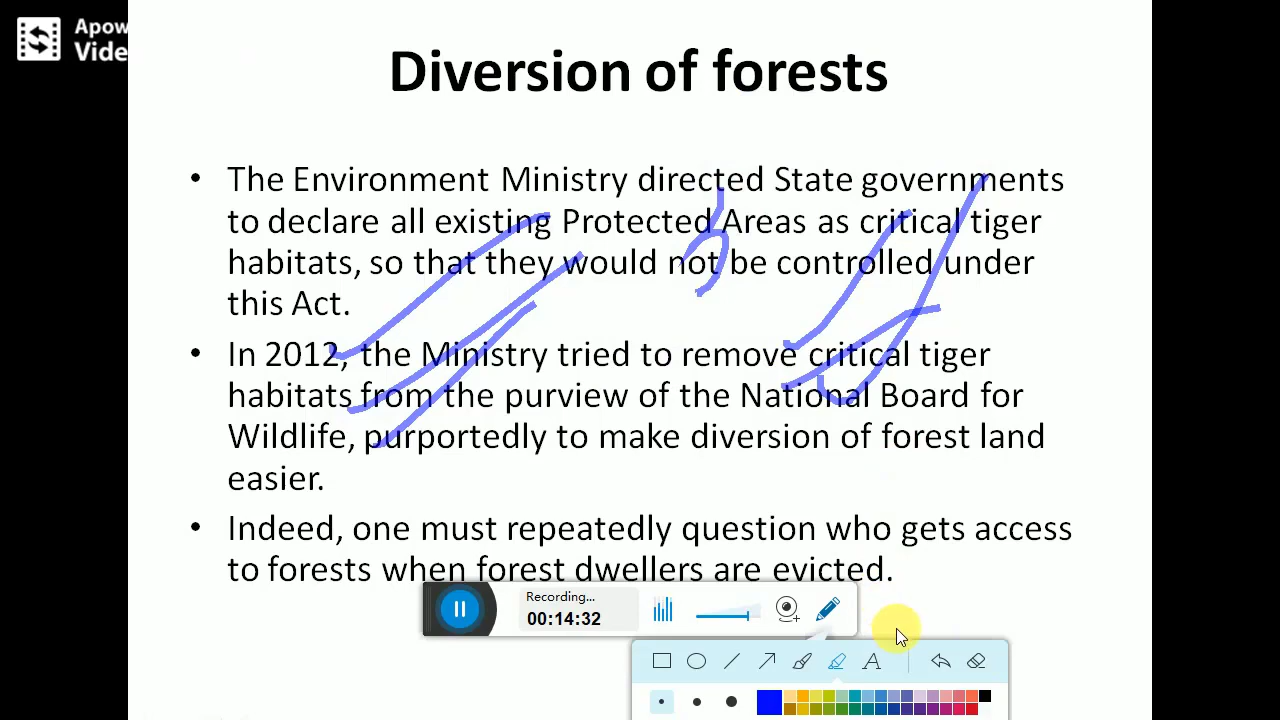 Apow
Vide
Diversion of forests
• The Environment Ministry directed State governments
to declare all existing Protected Areas as critical tiger
habitats, so that they would not be controlled under
this Act.
• In 2012, the Ministry tried to remove critical tiger
habitats from the purview of the National Board for
Wildlife, purportedly to make diversion of forest land
easier.
• Indeed, one must repeatedly question who gets access
to forests when forest dwellers are evicted.
Recording...
00:14:32
A